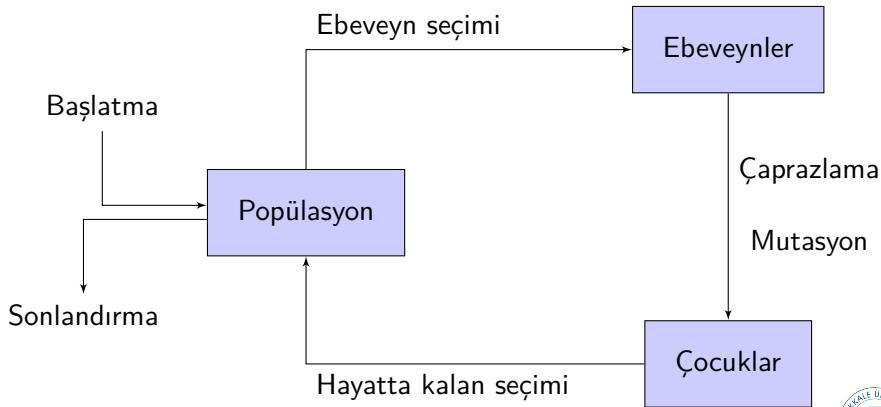 Ebeveyn seçimi
Ebeveynler
Başlatma
Çaprazlama
Popülasyon
Mutasyon
Sonlandırma
Çocuklar
Hayatta kalan seçimi